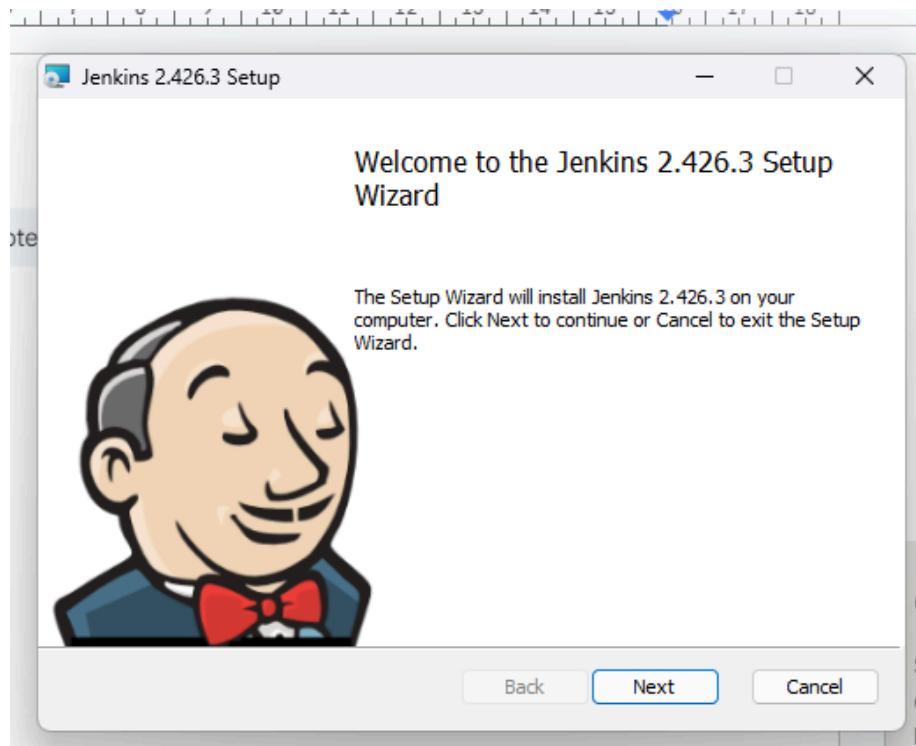 Jenkins 2.426.3 Setup
Welcome to the Jenkins 2.426.3 Setup
Wizard
The Setup Wizard will install Jenkins 2.426.3 on your
computer. Click Next to continue or Cancel to exit the Setup
Wizard.
Back Next Cancel